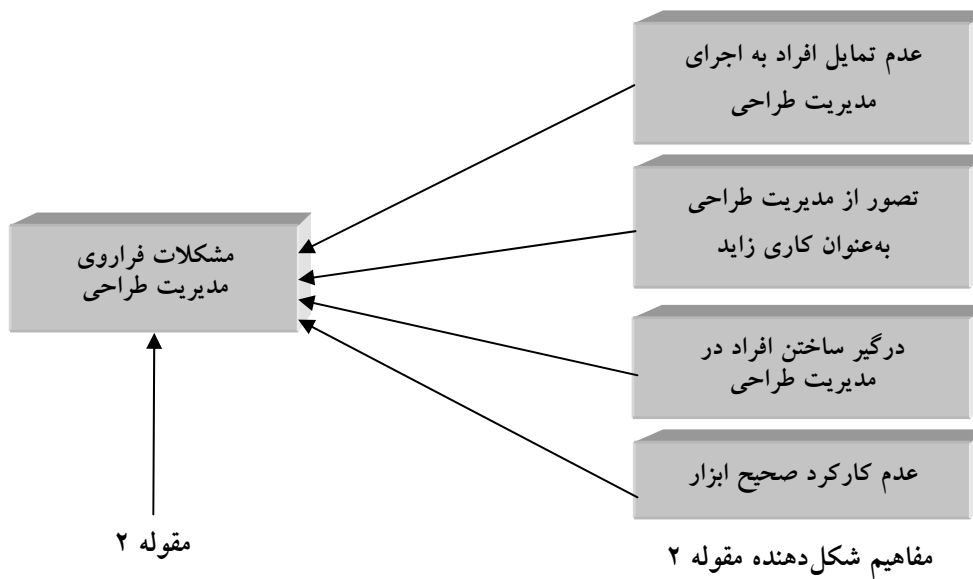 عدم تمایل افراد به اجرای
مدیریت طراحی
تصور از مدیریت طراحی
به‌عنوان کاری زاید
مشکلات فراروی
مدیریت طراحی
درگیر ساختن افراد در
مدیریت طراحی
عدم کارکرد صحیح ابزار
مفاهیم شکل‌دهنده مقوله ۲
مقوله ۲